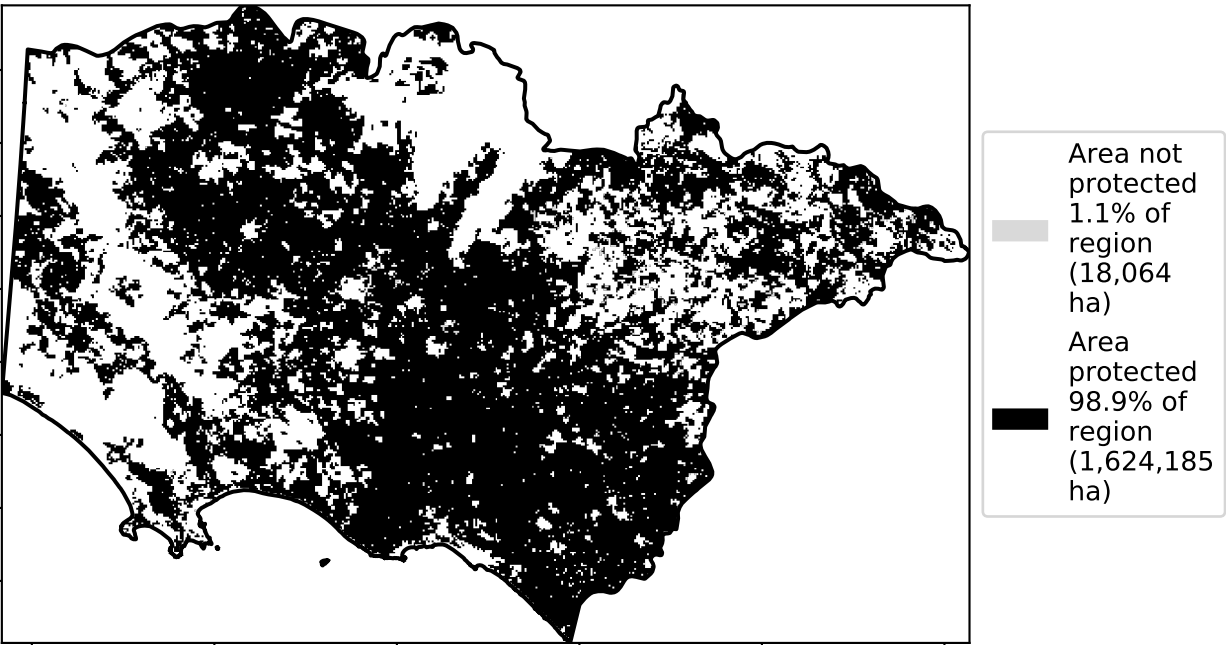 Area not
protected
1.1% of
region
(18,064
ha)
Area
protected
98.9% of
region
(1,624,185
ha)